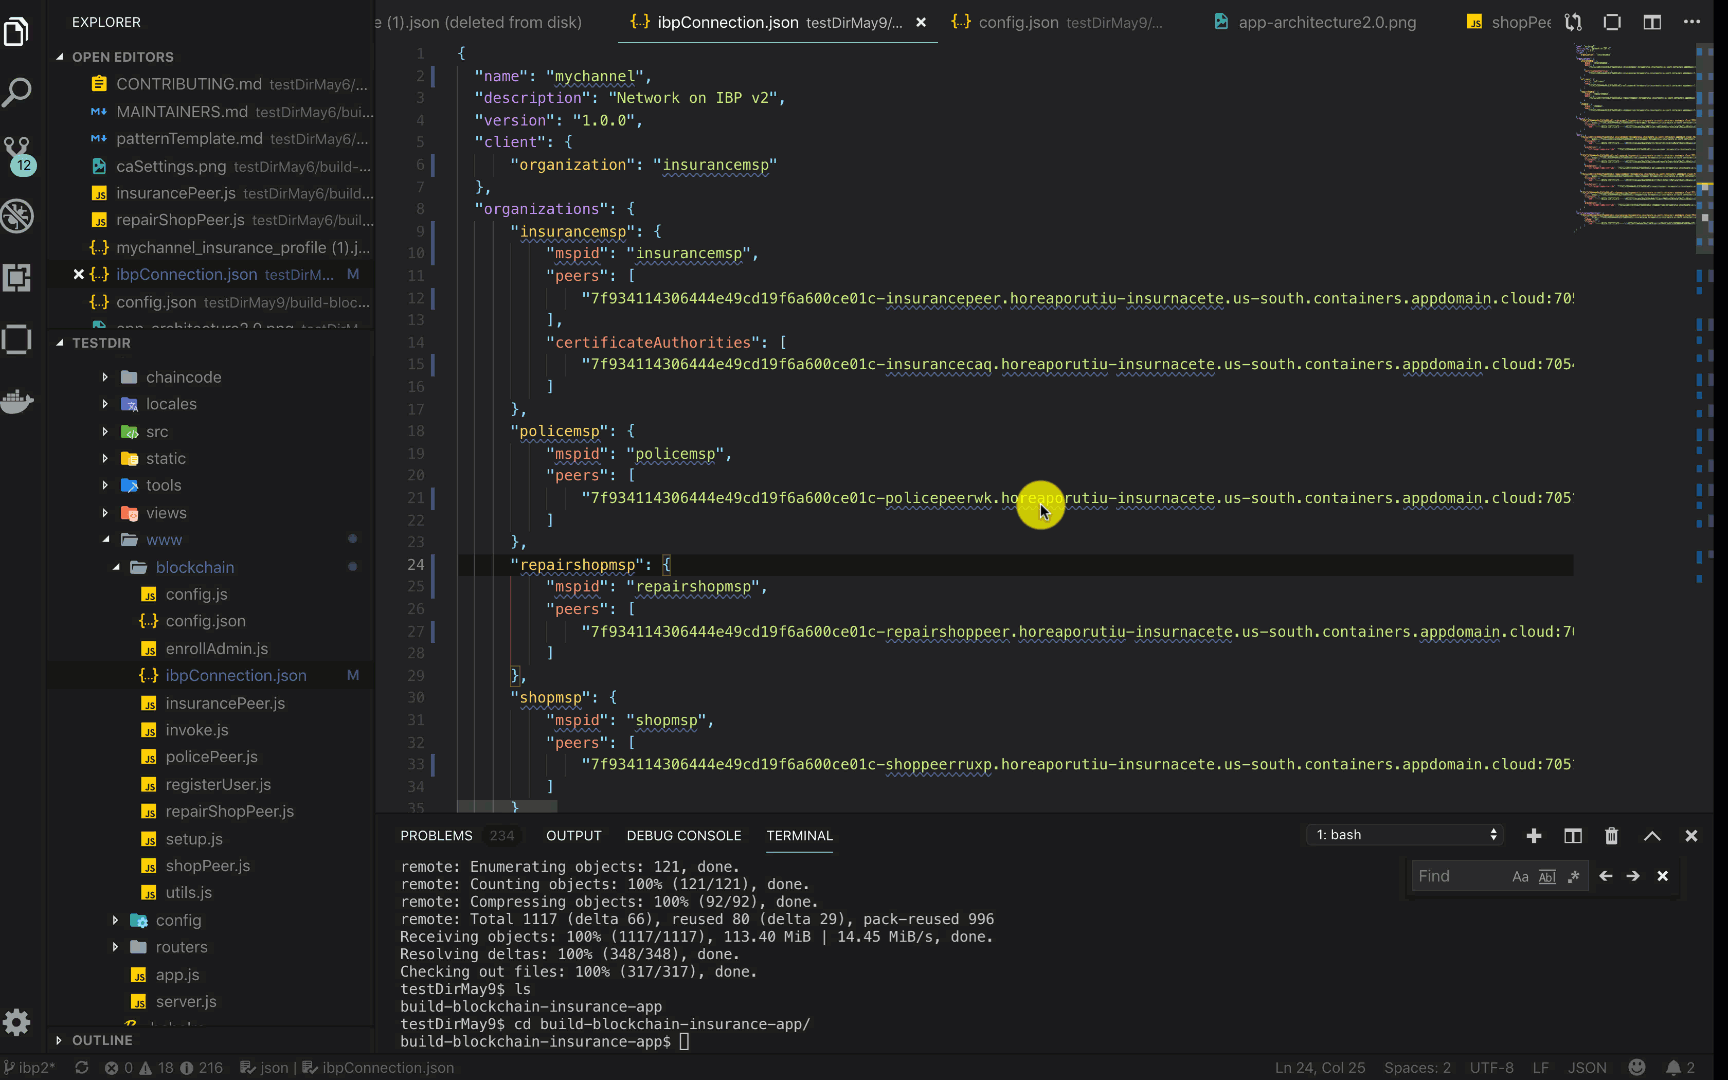 EXPLORER
OPEN EDITORS
CONTRIBUTING.md testDirMay6/...
MAINTAINERS.md testDirMay6/bui...
patternTemplate.md testDirMay6/...
caSettings.png testDirMay6/build-...
insurancePeer.js testDirMay6/build...
repairShopPeer.js testDirMay6/buil...
mychannel_insurance_profile (1).j...
ibpConnection.json testDirM... M
config.json testDirMay9/build-bloc...
TESTDIR
chaincode
locales
src
static
tools
views
www
blockchain
config.js
config.json
enrollAdmin.js
ibpConnection.json M
insurancePeer.js
invoke.js
policePeer.js
registerUser.js
repairShopPeer.js
setup.js
shopPeer.js
utils.js
config
routers
app.js
server.js
OUTLINE
12
e (1).json (deleted from disk)
ibpConnection.json testDirMay9/...
config.json testDirMay9/...
app-architecture2.0.png
shopPee
1 {
2 "name": "mychannel",
3 "description": "Network on IBP v2",
4 "version": "1.0.0",
5 "client": {
6 "organization": "insurancemsp"
7 },
8 "organizations": {
9 "insurancemsp": {
10 "mspid": "insurancemsp",
11 "peers": [
12 "7f934114306444e49cd19f6a600ce01c-insurancepeer.horeaporutiu-insurnacete.us-south.containers.appdomain.cloud:705
13 ],
14 "certificateAuthorities": [
15 "7f934114306444e49cd19f6a600ce01c-insurancecaq.horeaporutiu-insurnacete.us-south.containers.appdomain.cloud:7054
16 ]
17 },
18 "policemsp": {
19 "mspid": "policemsp",
20 "peers": [
21 "7f934114306444e49cd19f6a600ce01c-policepeerwk.horeaporutiu-insurnacete.us-south.containers.appdomain.cloud:705
22 ]
23 },
24 "repairshopmsp": {
25 "mspid": "repairshopmsp",
26 "peers": [
27 "7f934114306444e49cd19f6a600ce01c-repairshoppeer.horeaporutiu-insurnacete.us-south.containers.appdomain.cloud:7
28 ]
29 },
30 "shopmsp": {
31 "mspid": "shopmsp",
32 "peers": [
33 "7f934114306444e49cd19f6a600ce01c-shoppeerruxp.horeaporutiu-insurnacete.us-south.containers.appdomain.cloud:705
34 ]
35 }
PROBLEMS 234 OUTPUT DEBUG CONSOLE TERMINAL 1: bash
Find Aa Abl .*
remote: Enumerating objects: 121, done.
remote: Counting objects: 100% (121/121), done.
remote: Compressing objects: 100% (92/92), done.
remote: Total 1117 (delta 66), reused 80 (delta 29), pack-reused 996
Receiving objects: 100% (1117/1117), 113.40 MiB | 14.45 MiB/s, done.
Resolving deltas: 100% (348/348), done.
Checking out files: 100% (317/317), done.
testDirMay9$ ls
build-blockchain-insurance-app
testDirMay9$ cd build-blockchain-insurance-app/
build-blockchain-insurance-app$
ibp2* 0 18 216 json | ibpConnection.json Ln 24, Col 25 Spaces: 2 UTF-8 LF JSON 2